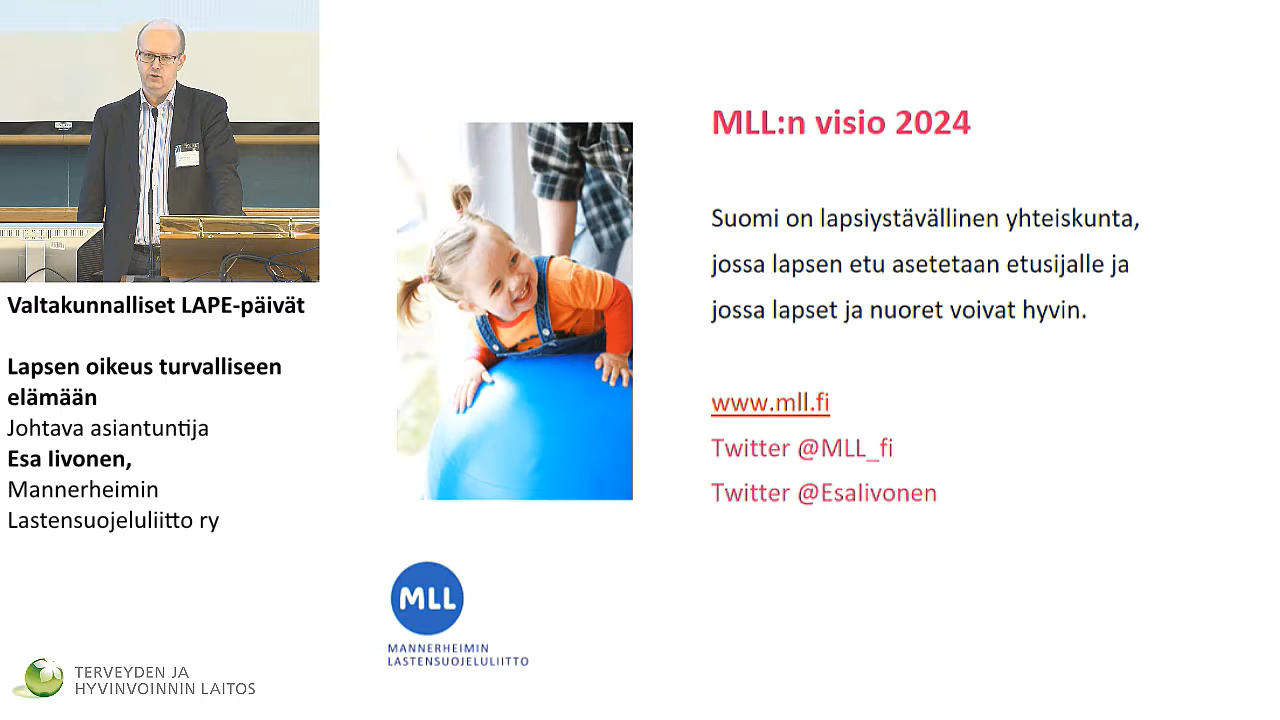 Valtakunnalliset LAPE-päivät
Lapsen oikeus turvalliseen
elämään
Johtava asiantuntija
Esa Iivonen,
Mannerheimin
Lastensuojeluliitto ry
TERVEYDEN JA
HYVINVOINNIN LAITOS
MLL
MANNERHEIMIN
LASTENSUOJELULIITTO
MLL:n visio 2024
Suomi on lapsiystävällinen yhteiskunta,
jossa lapsen etu asetetaan etusijalle ja
jossa lapset ja nuoret voivat hyvin.
www.mll.fi
Twitter @MLL_fi
Twitter @EsaIivonen